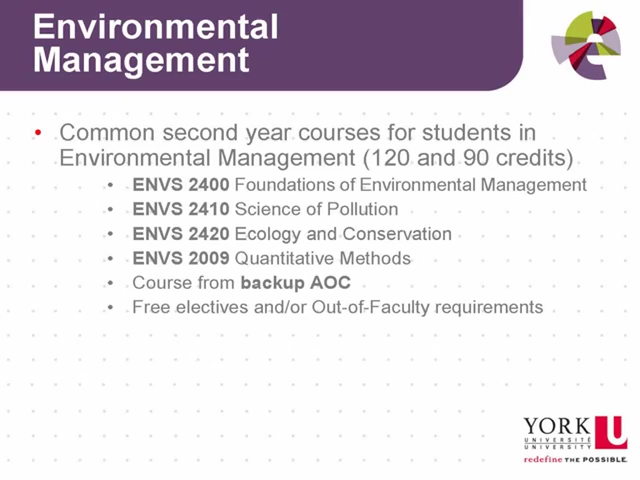 Environmental
Management
• Common second year courses for students in
Environmental Management (120 and 90 credits)
• ENVS 2400 Foundations of Environmental Management
• ENVS 2410 Science of Pollution
• ENVS 2420 Ecology and Conservation
• ENVS 2009 Quantitative Methods
• Course from backup AOC
• Free electives and/or Out-of-Faculty requirements
YORK U
UNIVERSITÉ
UNIVERSITY
redefine THE POSSIBLE.